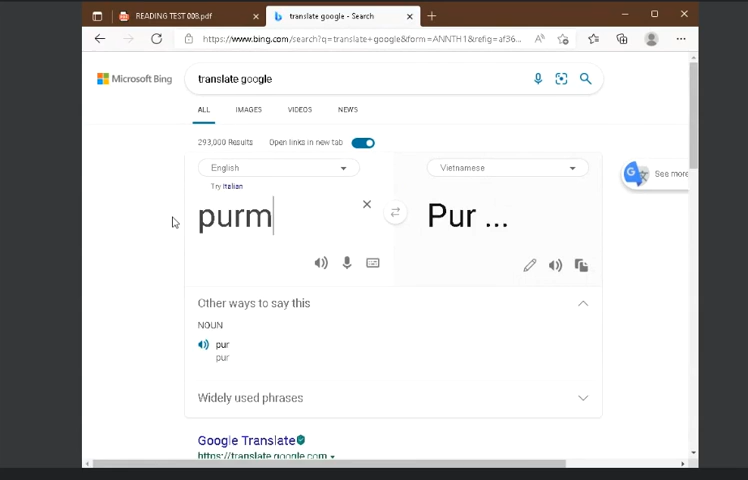 READING TEST 008.pdf
translate google - Search
https://www.bing.com/search?q=translate+google&form=ANNTH1&refig=af36...
Microsoft Bing
translate google
ALL IMAGES VIDEOS NEWS
293,000 Results Open links in new tab
English Vietnamese
See more
Try Italian
purm
Pur ...
Other ways to say this
NOUN
pur
pur
Widely used phrases
Google Translate
https://translate.google.com